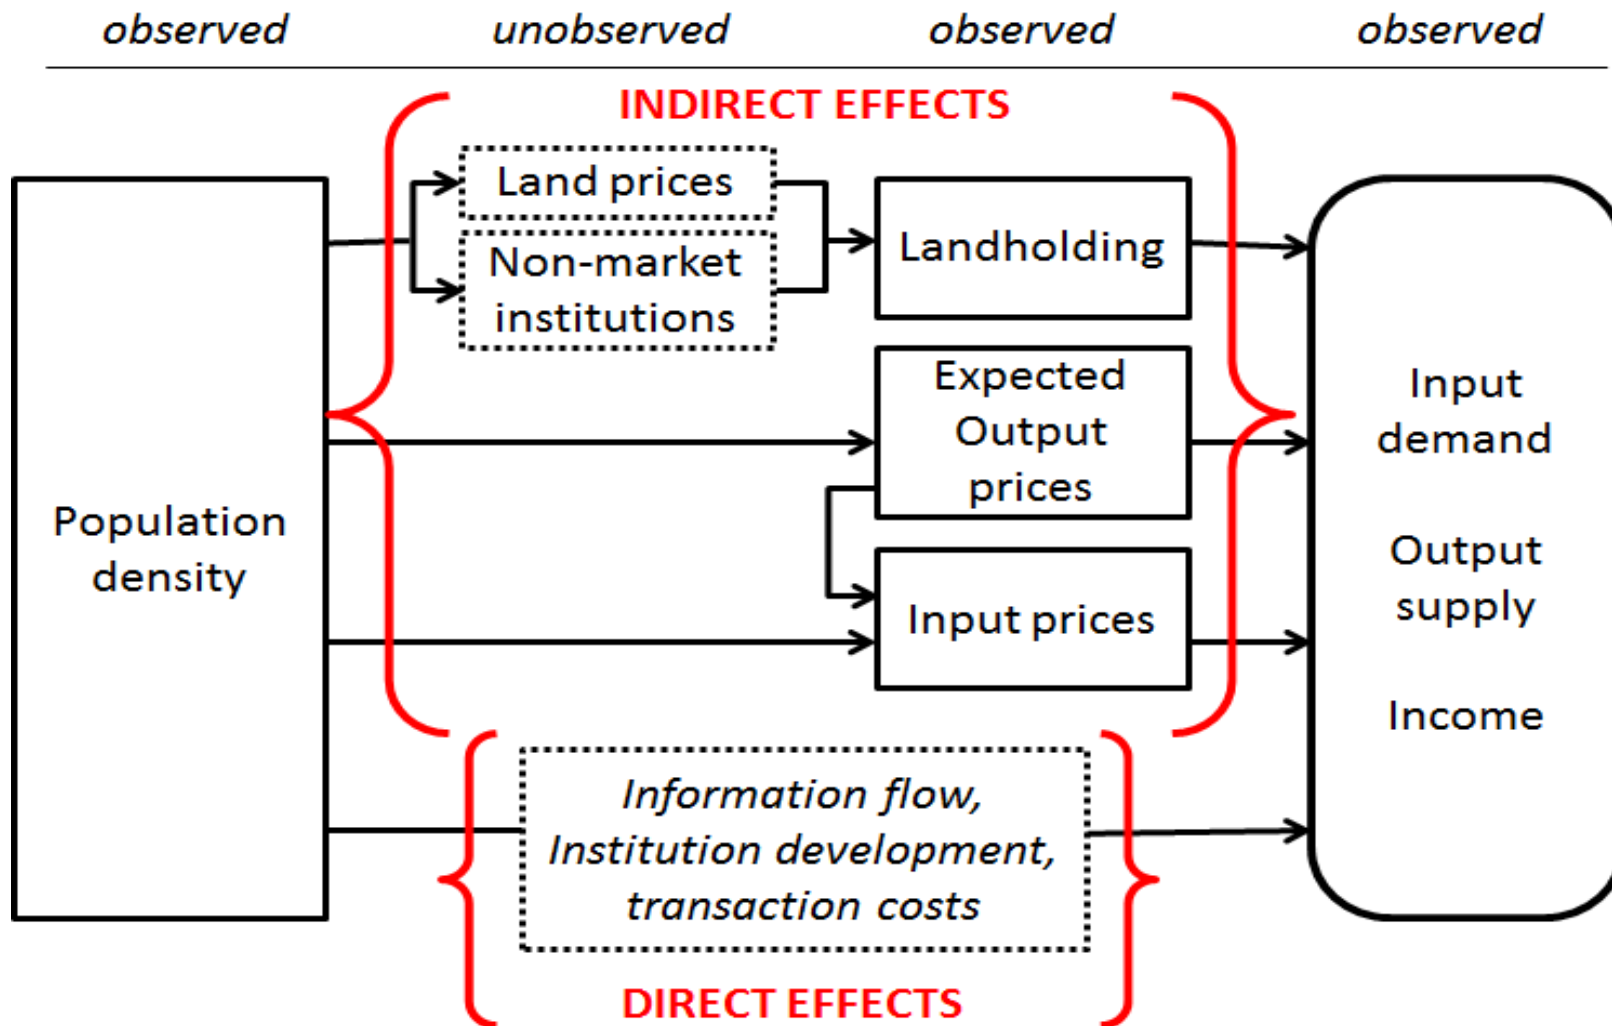 observed unobserved observed observed
INDIRECT EFFECTS
Land prices
Non-market
institutions
Landholding
Expected
Output
prices
Input prices
Population
density
Input
demand
Output
supply
Income
Information flow,
Institution development,
transaction costs
DIRECT EFFECTS